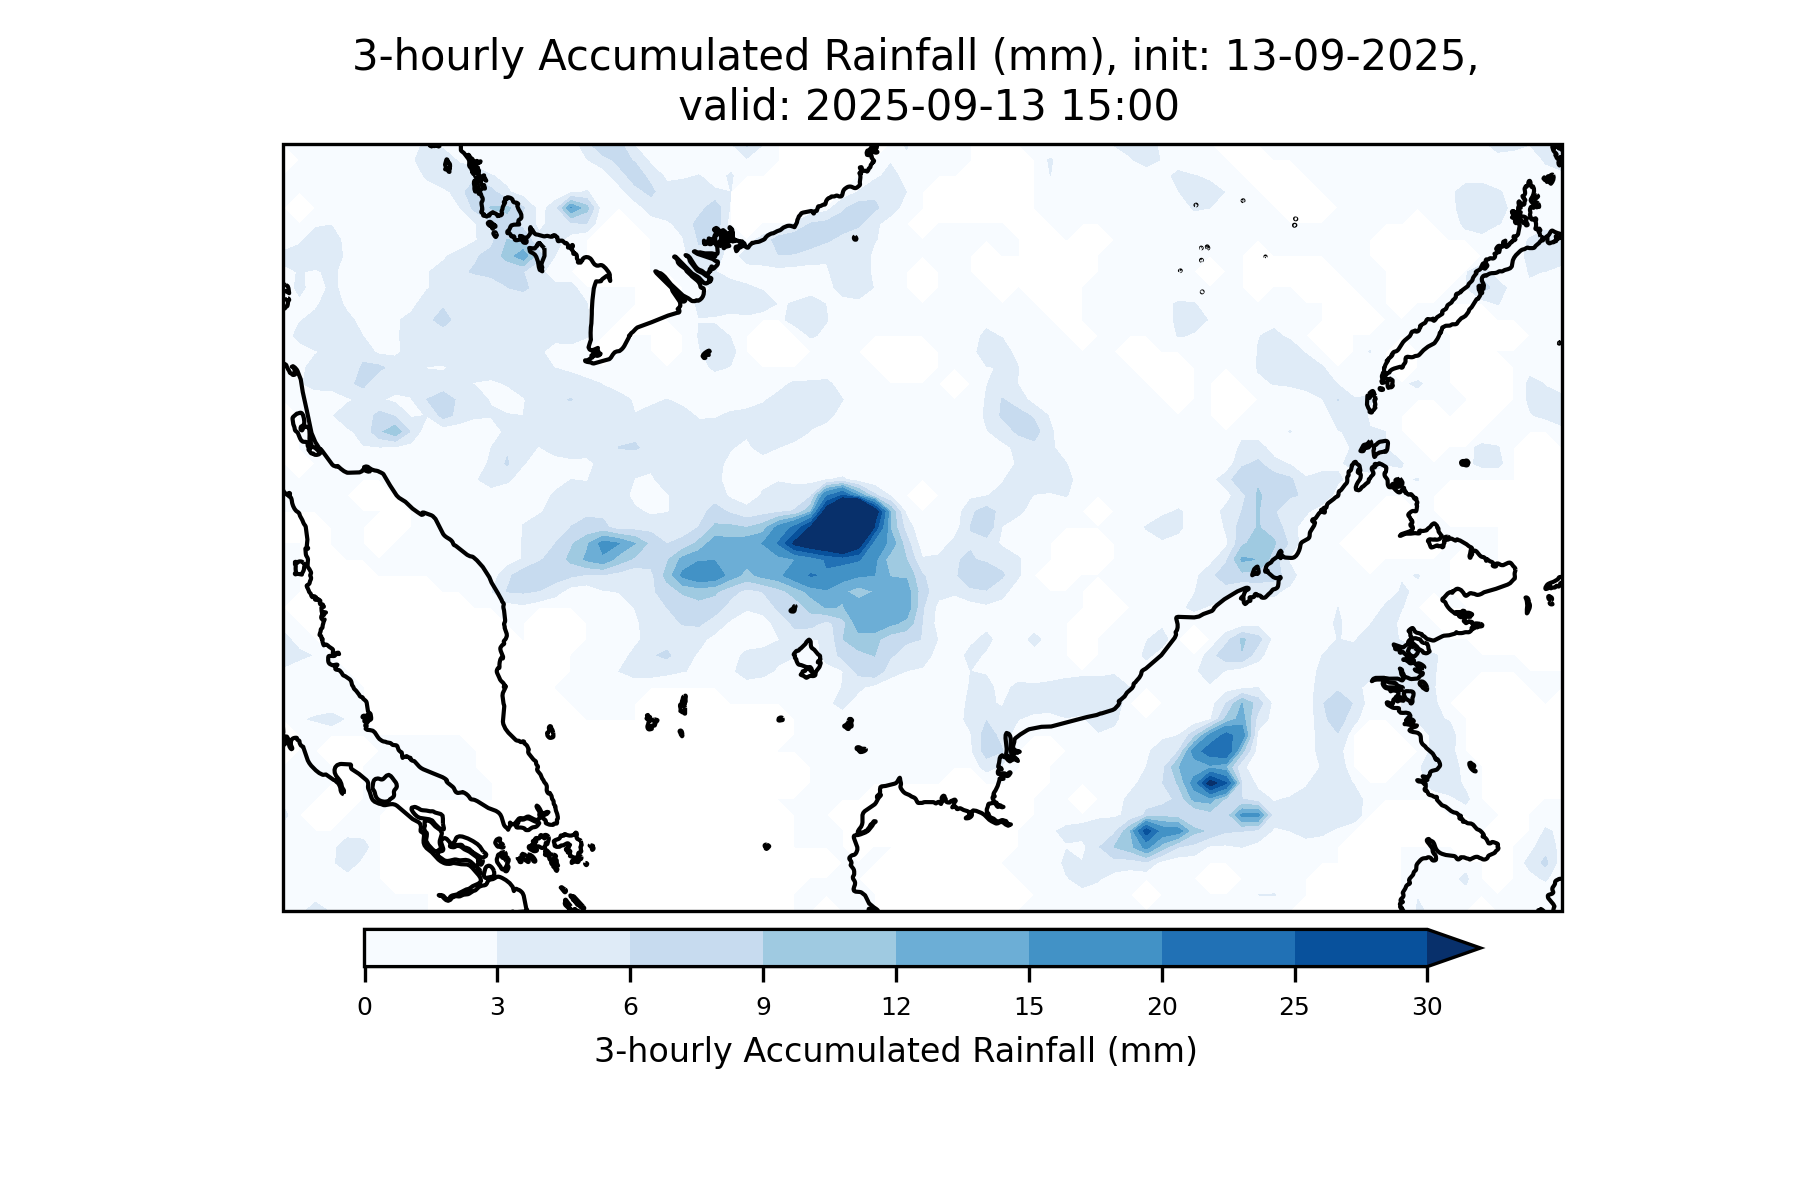 3-hourly Accumulated Rainfall (mm), init: 13-09-2025,
valid: 2025-09-13 15:00
0 3 6 9 12 15 20 25 30
3-hourly Accumulated Rainfall (mm)